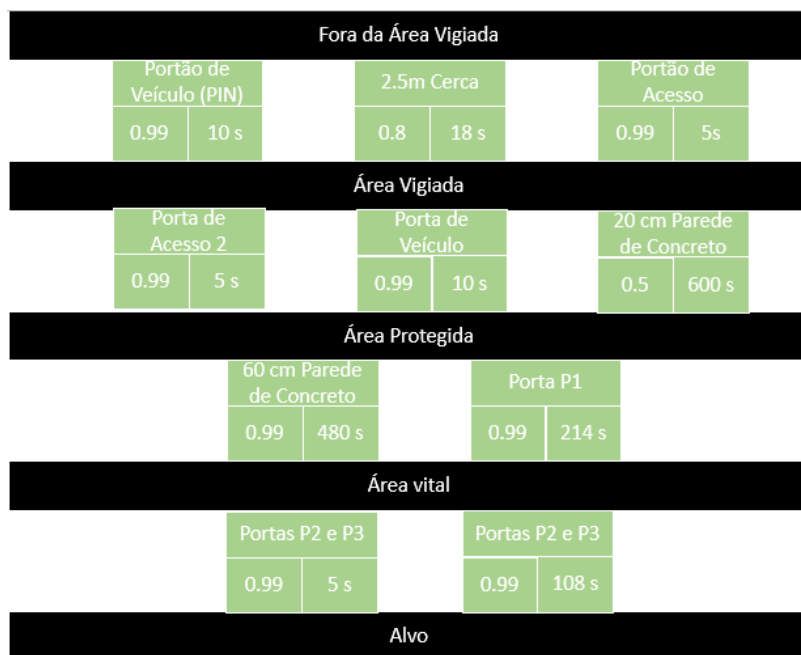 Fora da Área Vigiada
Portão de
Veículo (PIN)
0.99 10 s
2.5m Cerca
0.8 18 s
Portão de
Acesso
0.99 5s
Área Vigiada
Porta de
Acesso 2
0.99 5 s
Porta de
Veículo
0.99 10 s
20 cm Parede
de Concreto
0.5 600 s
Área Protegida
60 cm Parede
de Concreto
0.99 480 s
Porta P1
0.99 214 s
Área vital
Portas P2 e P3
0.99 5 s
Portas P2 e P3
0.99 108 s
Alvo